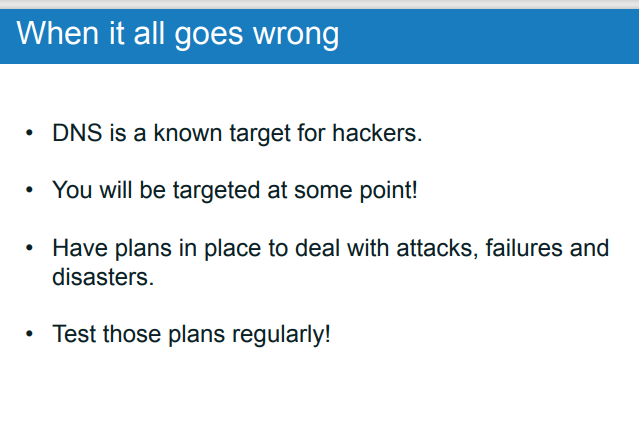 When it all goes wrong
• DNS is a known target for hackers.
• You will be targeted at some point!
• Have plans in place to deal with attacks, failures and
disasters.
• Test those plans regularly!